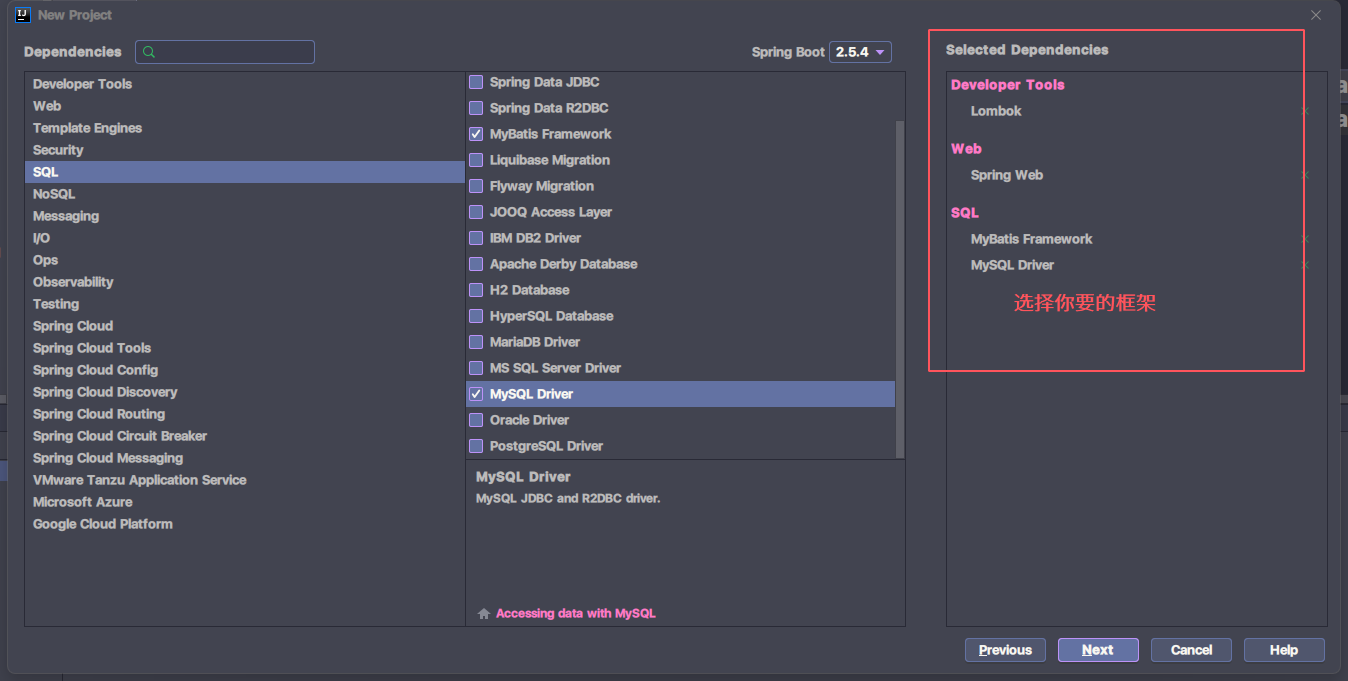 New Project
Dependencies
Spring Boot 2.5.4
Developer Tools
Web
Template Engines
Security
SQL
NoSQL
Messaging
I/O
Ops
Observability
Testing
Spring Cloud
Spring Cloud Tools
Spring Cloud Config
Spring Cloud Discovery
Spring Cloud Routing
Spring Cloud Circuit Breaker
Spring Cloud Messaging
VMware Tanzu Application Service
Microsoft Azure
Google Cloud Platform
Spring Data JDBC
Spring Data R2DBC
MyBatis Framework
Liquibase Migration
Flyway Migration
JOOQ Access Layer
IBM DB2 Driver
Apache Derby Database
H2 Database
HyperSQL Database
MariaDB Driver
MS SQL Server Driver
MySQL Driver
Oracle Driver
PostgreSQL Driver
MySQL Driver
MySQL JDBC and R2DBC driver.
Accessing data with MySQL
Selected Dependencies
Developer Tools
Lombok
Web
Spring Web
SQL
MyBatis Framework
MySQL Driver
选择你要的框架
Previous
Next
Cancel
Help